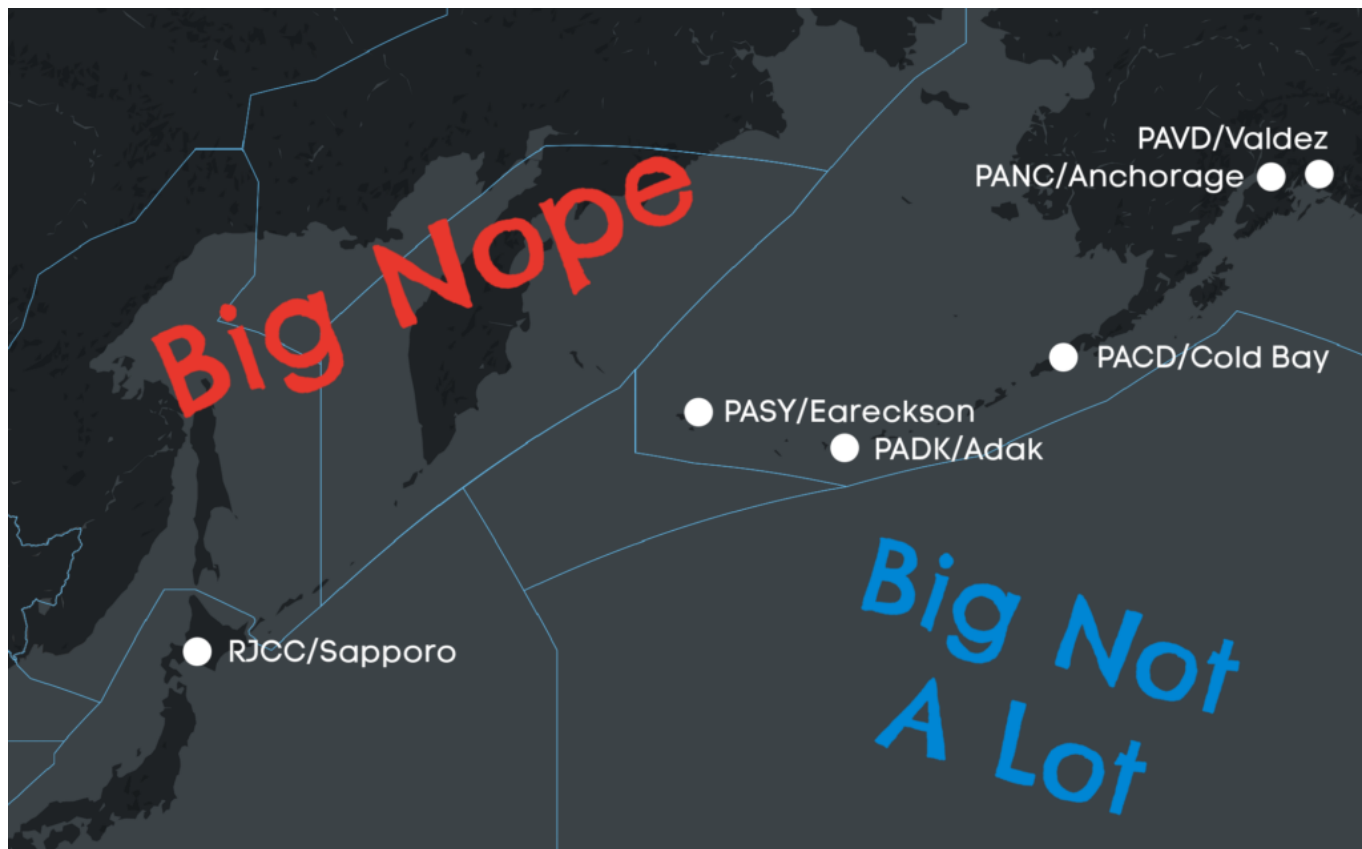 PAVD/Valdez
PANC/Anchorage
Big Nope
PACD/Cold Bay
PASY/Eareckson
PADK/Adak
Big Not
A Lot
RJCC/Sapporo